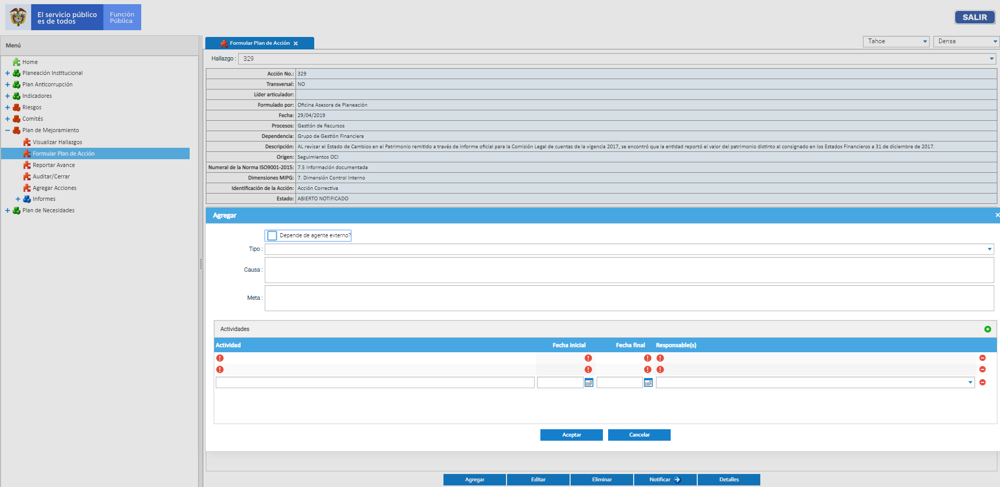 El servicio público
es de todos
Función
Pública
SALIR
Menú
Home
Planeación Institucional
Plan Anticorrupción
Indicadores
Riesgos
Comités
Plan de Mejoramiento
Visualizar Hallazgos
Formular Plan de Acción
Reportar Avance
Auditar/Cerrar
Agregar Acciones
Informes
Plan de Necesidades
Formular Plan de Acción
Tahoe
Densa
Hallazgo : 329
Acción No.: 329
Transversal: NO
Líder articulador:
Formulado por: Oficina Asesora de Planeación
Fecha: 29/04/2019
Procesos: Gestión de Recursos
Dependencia: Grupo de Gestión Financiera
Descripción: AL revisar el Estado de Cambios en el Patrimonio remitido a través de informe oficial para la Comisión Legal de cuentas de la vigencia 2017, se encontró que la entidad reportó el valor del patrimonio distinto al consignado en los Estados Financieros a 31 de diciembre de 2017.
Origen: Seguimientos OCI
Numeral de la Norma ISO9001-2015: 7.5 Información documentada
Dimensiones MIPG: 7. Dimensión Control Interno
Identificación de la Acción: Acción Correctiva
Estado: ABIERTO NOTIFICADO
Agregar
Depende de agente externo?
Tipo :
Causa :
Meta :
Actividades
Actividad Fecha inicial Fecha final Responsable(s)
Aceptar Cancelar
Agregar Editar Eliminar Notificar Detalles